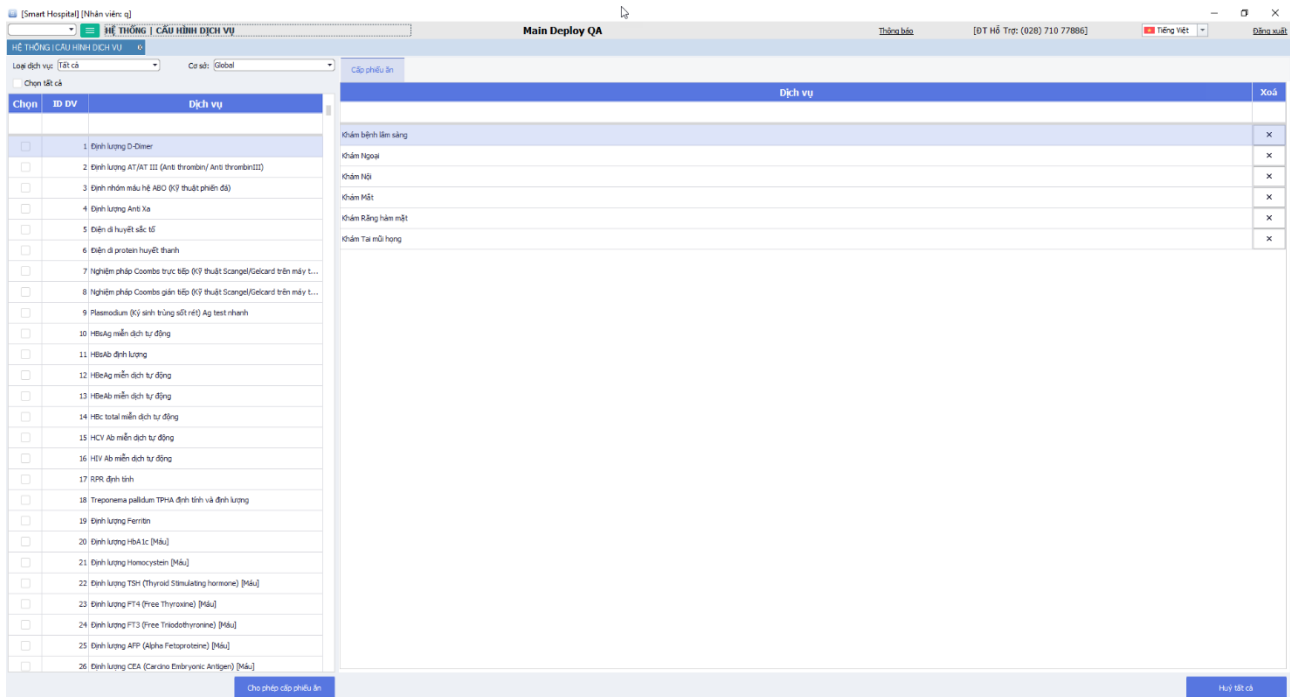 [Smart Hospital] [Nhân viên: q]
HỆ THỐNG | CẤU HÌNH DỊCH VỤ
Main Deploy QA
Thông báo
[ĐT Hỗ Trợ: (028) 710 77886]
Tiếng Việt
Đăng xuất
HỆ THỐNG | CẤU HÌNH DỊCH VỤ
Loại dịch vụ: Tất cả
Cơ sở: Global
Chọn tất cả
Chọn ID DV Dịch vụ
1 Định lượng D-Dimer
2 Định lượng AT/AT III (Anti thrombin/ Anti thrombinIII)
3 Định nhóm máu hệ ABO (Kỹ thuật phiến đá)
4 Định lượng Anti Xa
5 Điện di huyết sắc tố
6 Điện di protein huyết thanh
7 Nghiệm pháp Coombs trực tiếp (Kỹ thuật Scangel/Gelcard trên máy t...
8 Nghiệm pháp Coombs gián tiếp (Kỹ thuật Scangel/Gelcard trên máy t...
9 Plasmodium (Ký sinh trùng sốt rét) Ag test nhanh
10 HBsAg miễn dịch tự động
11 HBsAb định lượng
12 HBeAg miễn dịch tự động
13 HBeAb miễn dịch tự động
14 HBc total miễn dịch tự động
15 HCV Ab miễn dịch tự động
16 HIV Ab miễn dịch tự động
17 RPR định tính
18 Treponema pallidum TPHA định tính và định lượng
19 Định lượng Ferritin
20 Định lượng HbA1c [Máu]
21 Định lượng Homocystein [Máu]
22 Định lượng TSH (Thyroid Stimulating hormone) [Máu]
23 Định lượng FT4 (Free Thyroxine) [Máu]
24 Định lượng FT3 (Free Triiodothyronine) [Máu]
25 Định lượng AFP (Alpha Fetoproteine) [Máu]
26 Định lượng CEA (Carcino Embryonic Antigen) [Máu]
Cho phép cấp phiếu ăn
Cấp phiếu ăn
Dịch vụ Xoá
Khám bệnh lâm sàng
Khám Ngoại
Khám Nội
Khám Mắt
Khám Răng hàm mặt
Khám Tai mũi họng
Huỷ tất cả